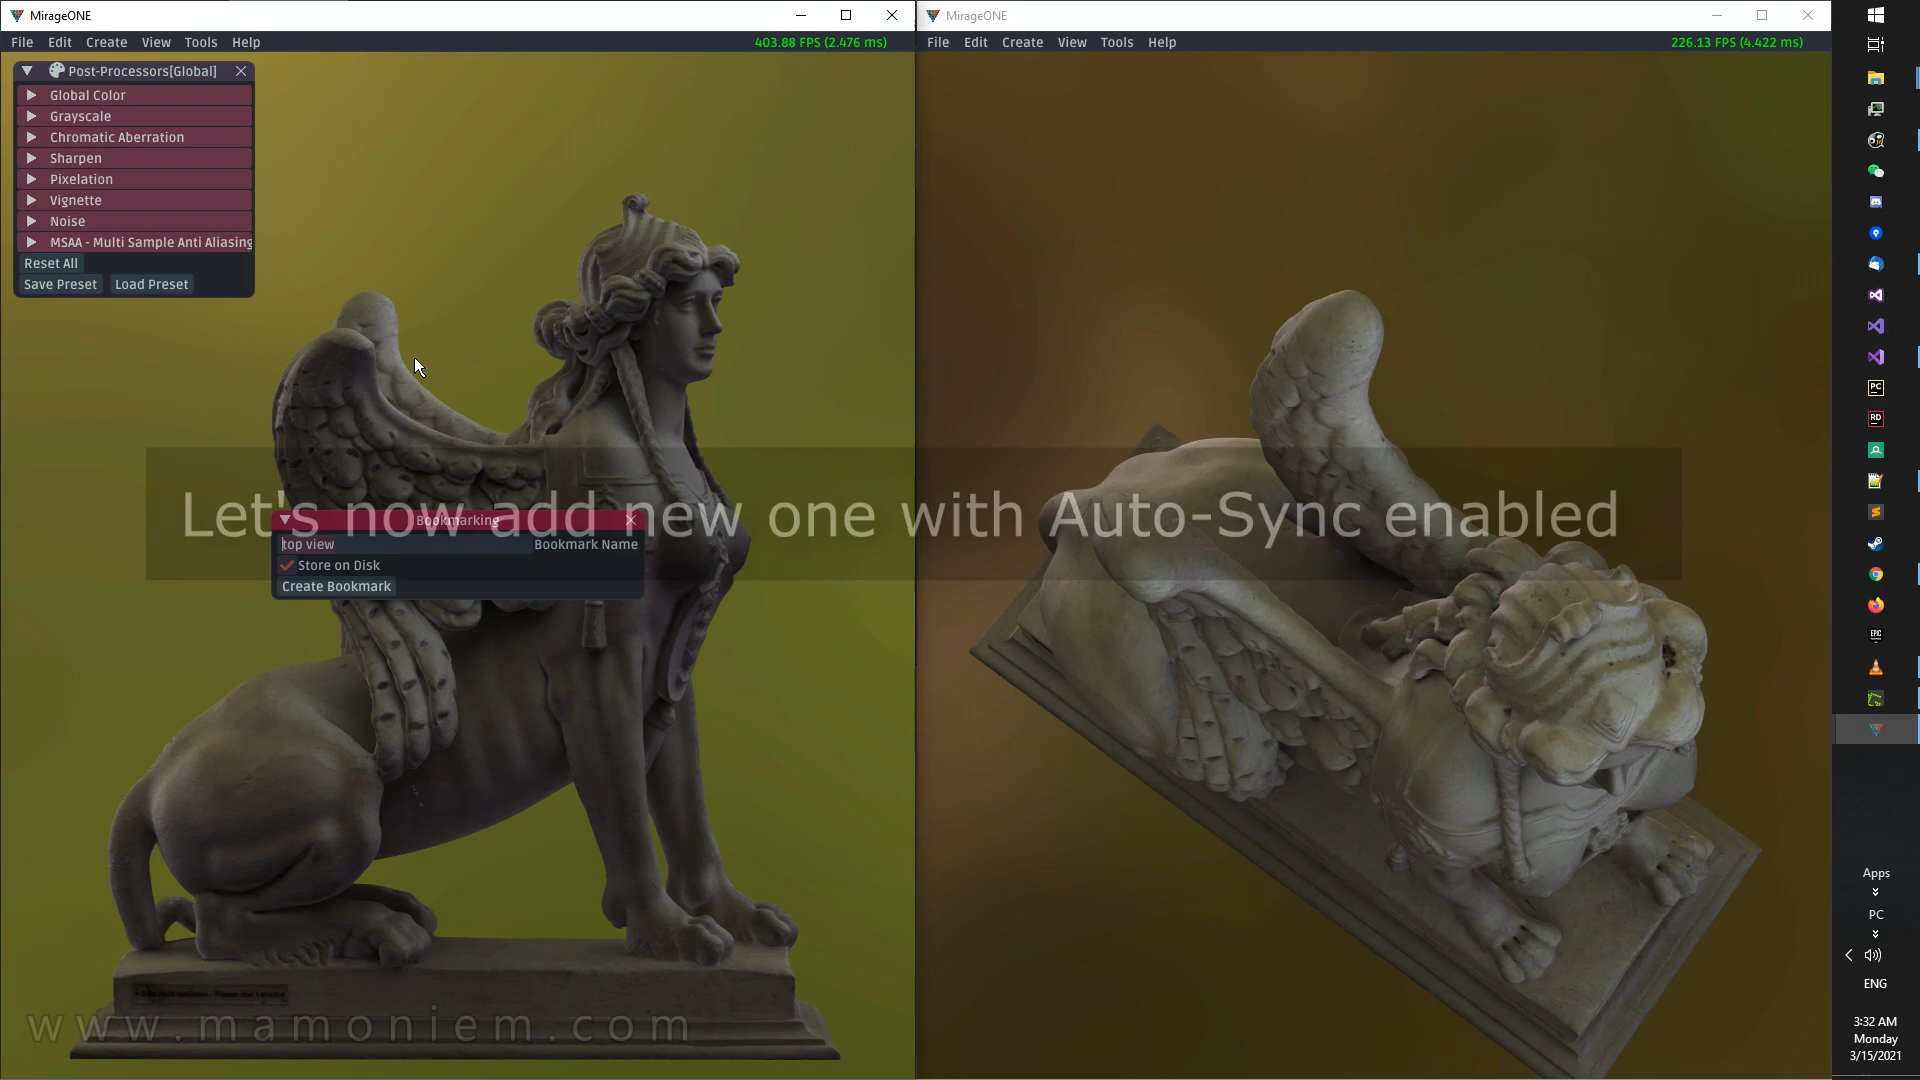 MirageONE
File Edit Create View Tools Help
403.88 FPS (2.476 ms)
Post-Processors[Global]
Global Color
Grayscale
Chromatic Aberration
Sharpen
Pixelation
Vignette
Noise
MSAA - Multi Sample Anti Aliasing
Reset All
Save Preset Load Preset
Let's now add new one with Auto-Sync enabled
Bookmarking
top view Bookmark Name
Store on Disk
Create Bookmark
www.mamoniem.com
MirageONE
File Edit Create View Tools Help
226.13 FPS (4.422 ms)
PC
RD
EPIC
Apps
PC
ENG
3:32 AM
Monday
3/15/2021